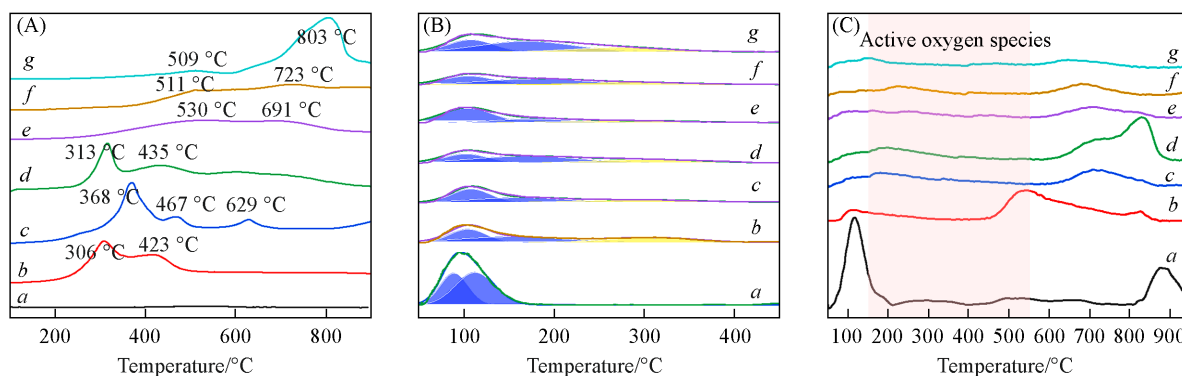 (A)
803 °C
509 °C
g
511 °C
723 °C
f
530 °C
691 °C
e
313 °C
435 °C
d
368 °C
467 °C
629 °C
c
306 °C
423 °C
b
a
200 400 600 800
Temperature/°C
(B)
g
f
e
d
c
b
a
100 200 300 400
Temperature/°C
(C)
Active oxygen species
g
f
e
d
c
b
a
100 200 300 400 500 600 700 800 900
Temperature/°C